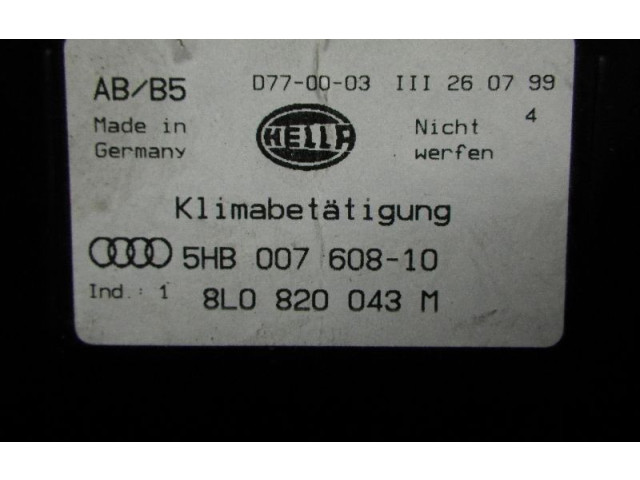 AB/B5 D77-00-03 III 26 07 99
Made in Germany
HELLA
Nicht werfen
4
Klimabetätigung
5HB 007 608-10
Ind.: 1 8L0 820 043 M